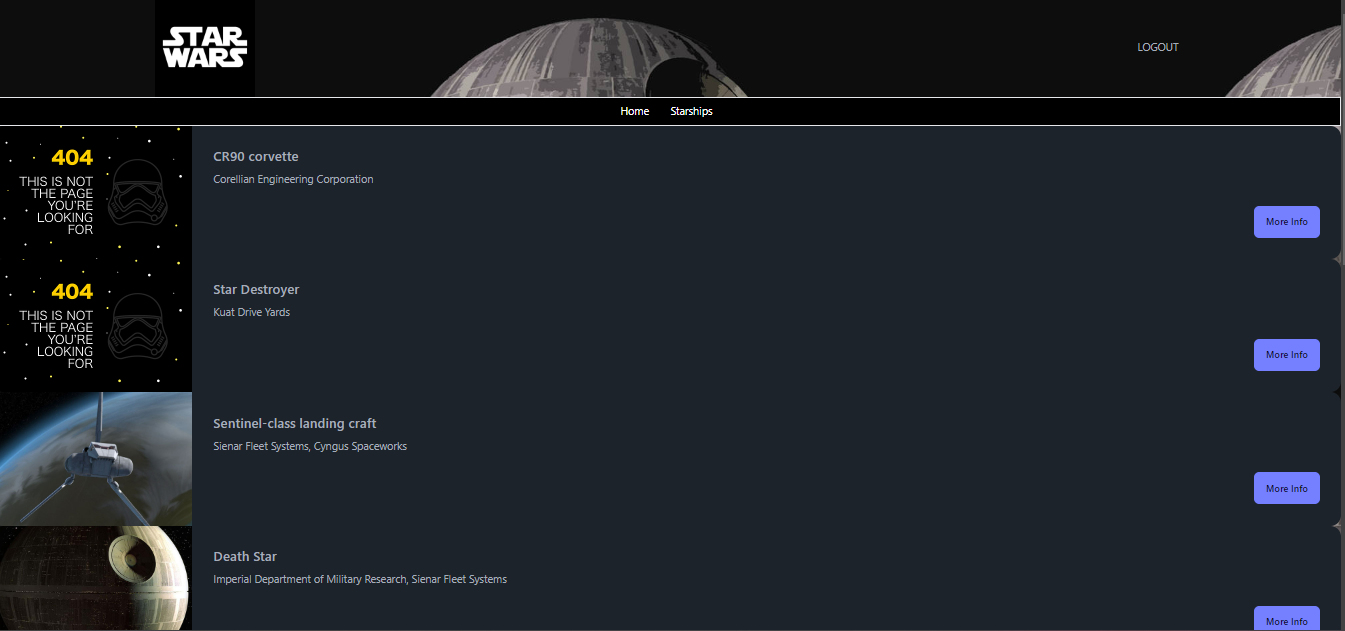 STAR
WARS
LOGOUT
Home Starships
404
THIS IS NOT
THE PAGE
YOU'RE
LOOKING
FOR
CR90 corvette
Corellian Engineering Corporation
More Info
404
THIS IS NOT
THE PAGE
YOU'RE
LOOKING
FOR
Star Destroyer
Kuat Drive Yards
More Info
Sentinel-class landing craft
Sienar Fleet Systems, Cyngus Spaceworks
More Info
Death Star
Imperial Department of Military Research, Sienar Fleet Systems
More Info